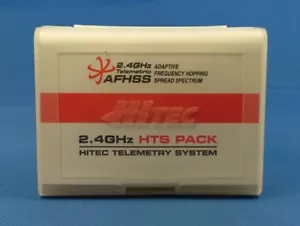 2.4GHz
Telemetric
AFHSS
ADAPTIVE
FREQUENCY HOPPING
SPREAD SPECTRUM
HITEC
2.4GHz HTS PACK
HITEC TELEMETRY SYSTEM